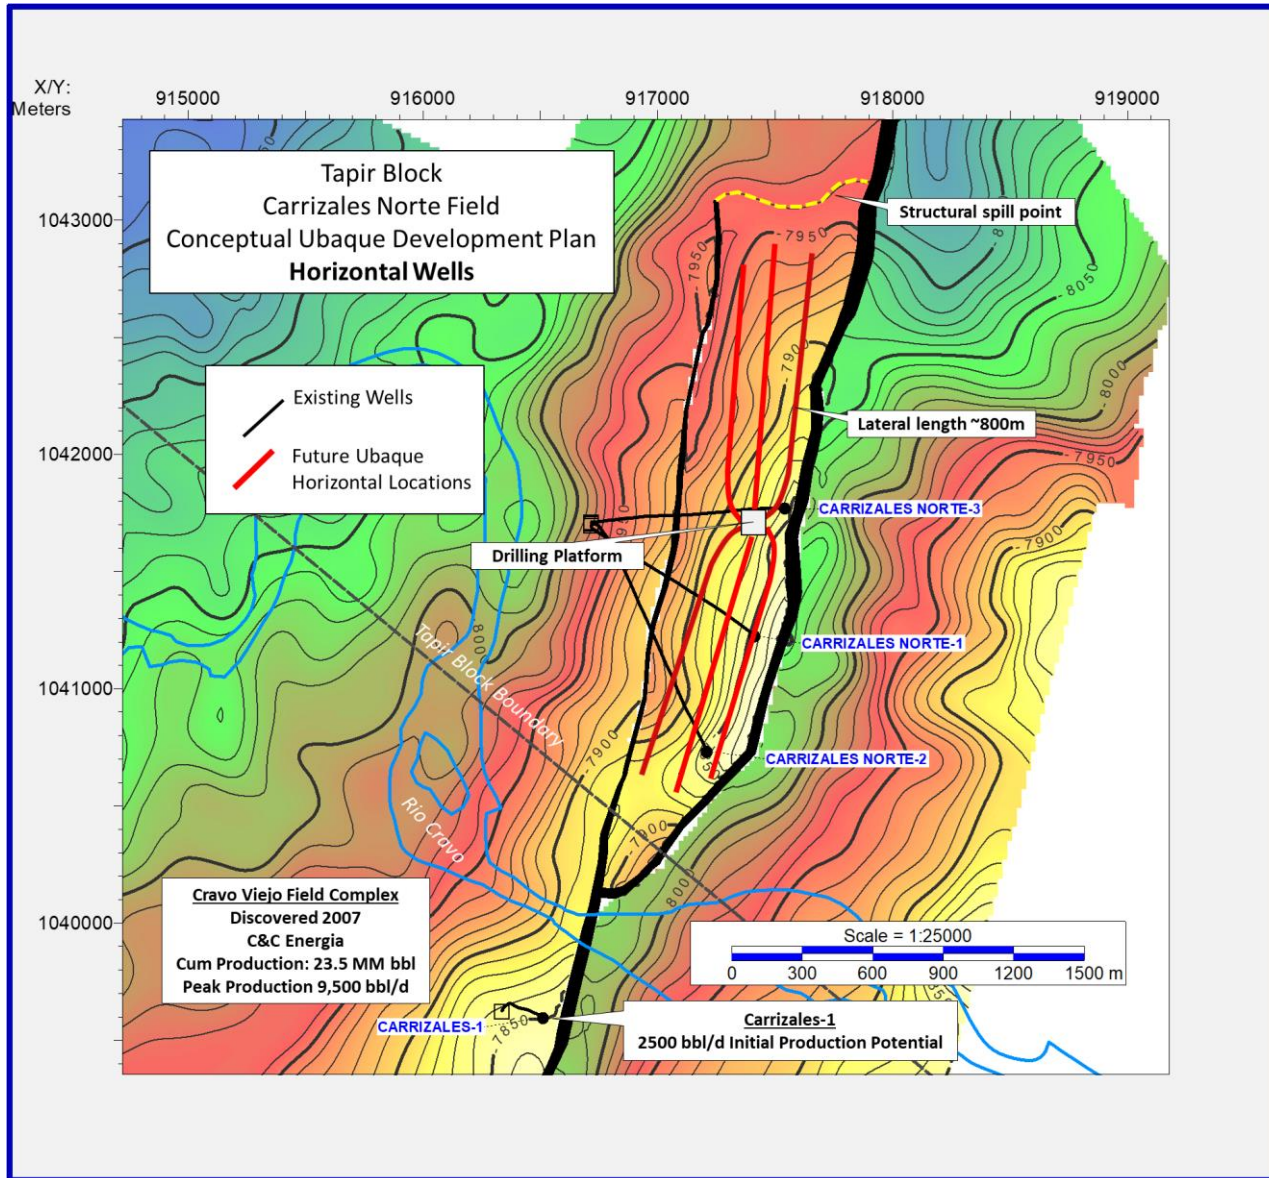 X/Y:
Meters
915000 916000 917000 918000 919000
1043000
1042000
1041000
1040000
Tapir Block
Carrizales Norte Field
Conceptual Ubaque Development Plan
Horizontal Wells
Structural spill point
-7950
-7950
-8050
-7900
-8000
Existing Wells
Future Ubaque
Horizontal Locations
Lateral length ~800m
-7950
CARRIZALES NORTE-3
Drilling Platform
-7900
CARRIZALES NORTE-1
Tapir Block Boundary
-7900
CARRIZALES NORTE-2
-7900
Rio Cravo
Cravo Viejo Field Complex
Discovered 2007
C&C Energia
Cum Production: 23.5 MM bbl
Peak Production 9,500 bbl/d
Scale = 1:25000
0 300 600 900 1200 1500 m
CARRIZALES-1
-7850
Carrizales-1
2500 bbl/d Initial Production Potential